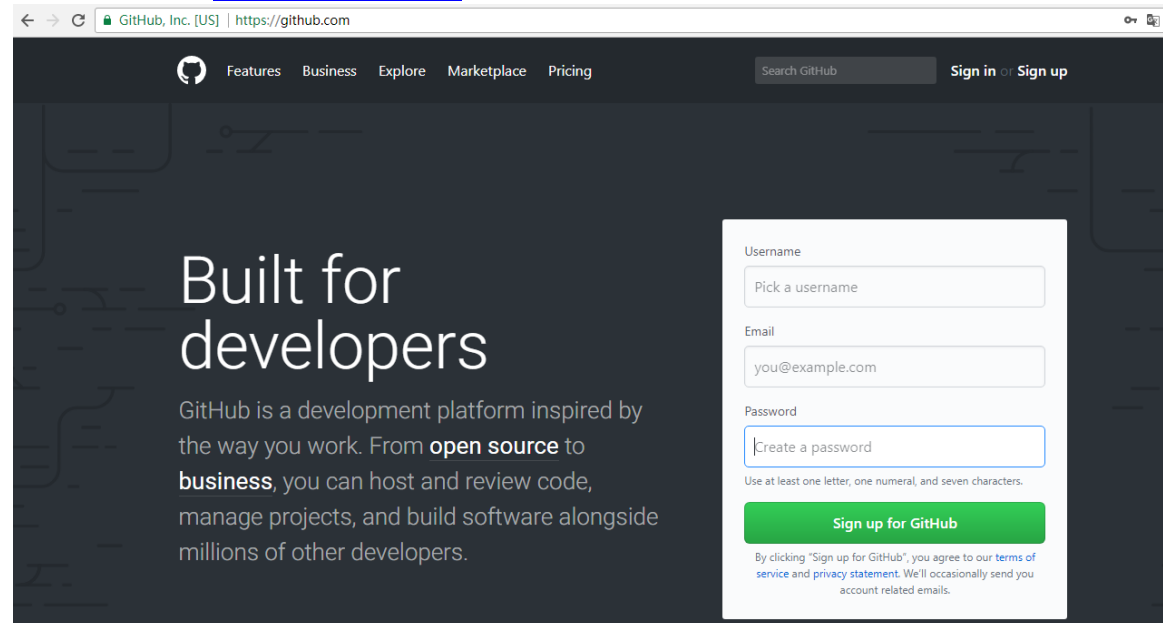 GitHub, Inc. [US] | https://github.com
Features Business Explore Marketplace Pricing Search GitHub Sign in or Sign up
Built for
developers
GitHub is a development platform inspired by
the way you work. From open source to
business, you can host and review code,
manage projects, and build software alongside
millions of other developers.
Username
Pick a username
Email
you@example.com
Password
Create a password
Use at least one letter, one numeral, and seven characters.
Sign up for GitHub
By clicking "Sign up for GitHub", you agree to our terms of
service and privacy statement. We'll occasionally send you
account related emails.